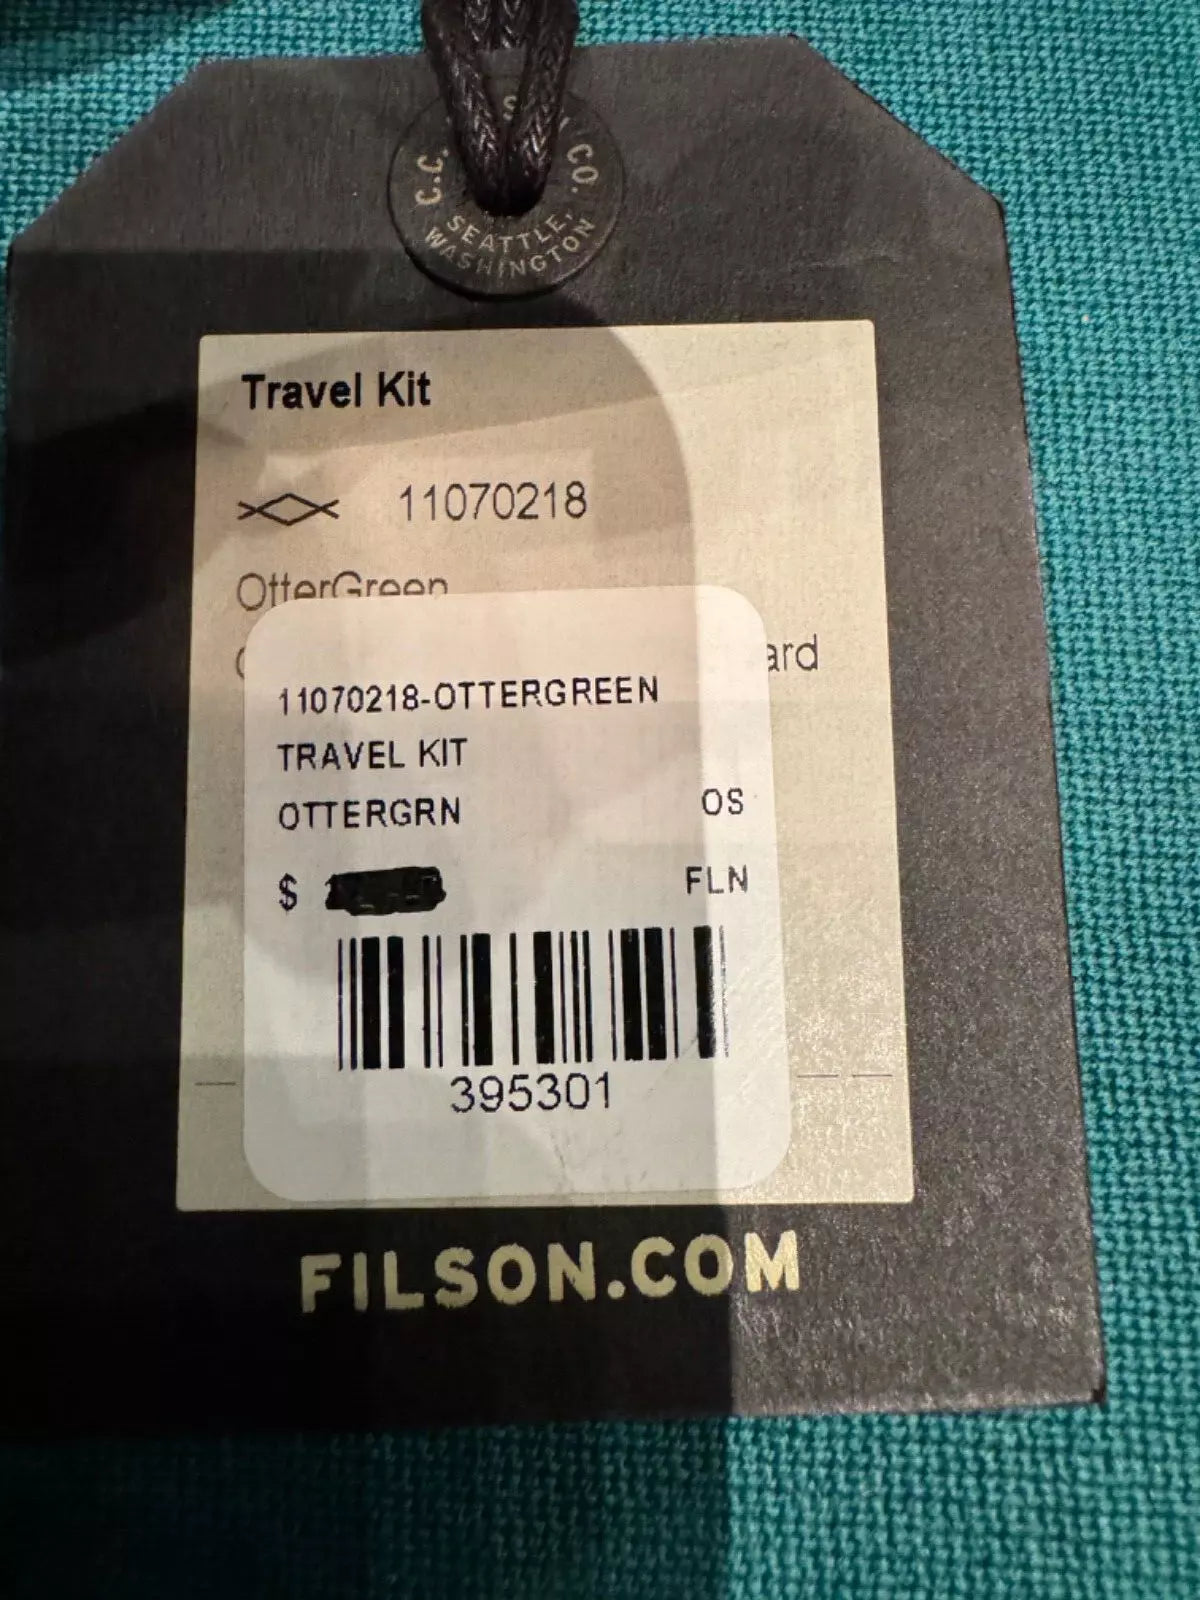 C.C. CO.
SEATTLE,
WASHINGTON
Travel Kit
11070218
OtterGreen
ard
11070218-OTTERGREEN
TRAVEL KIT
OTTERGRN OS
$ FLN
395301
FILSON.COM